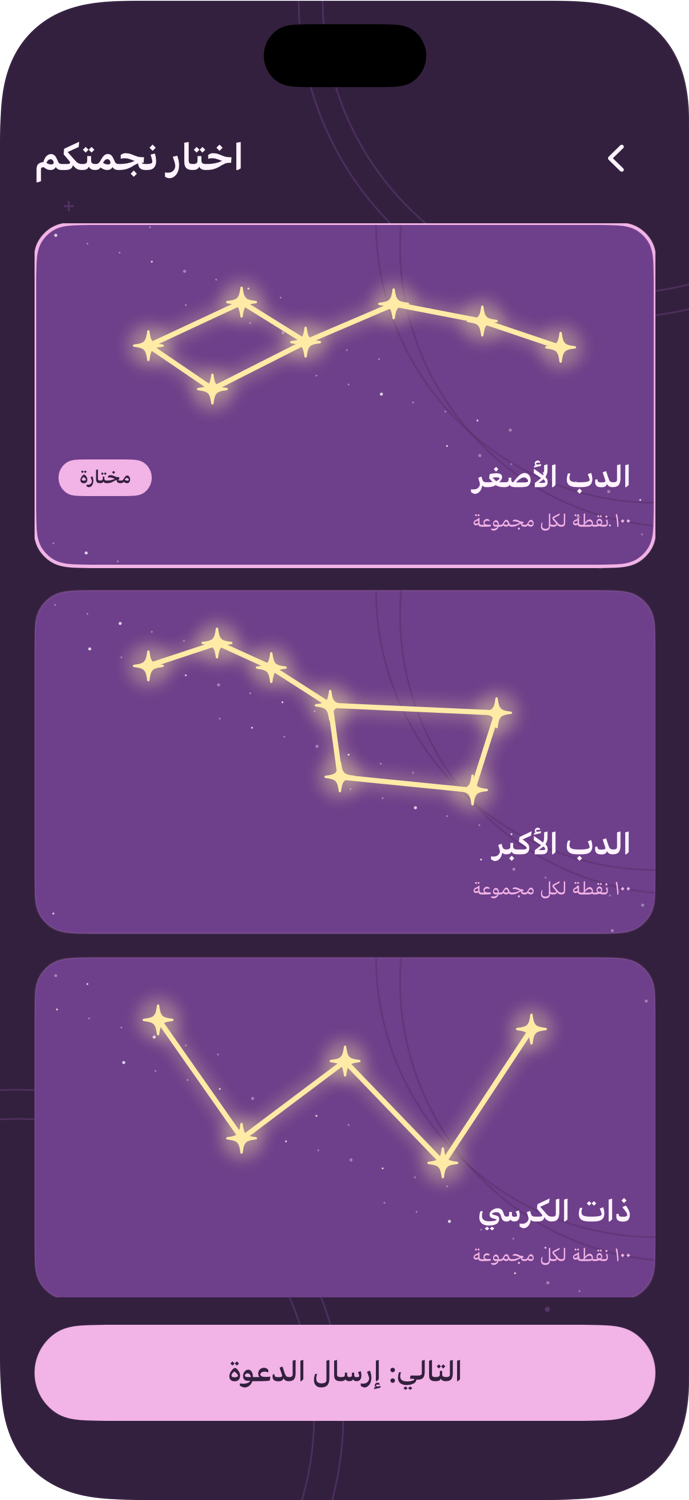 اختار نجمتكم
الدب الأصغر
مختارة
١٠٠ نقطة لكل مجموعة
الدب الأكبر
١٠٠ نقطة لكل مجموعة
ذات الكرسي
١٠٠ نقطة لكل مجموعة
التالي: إرسال الدعوة